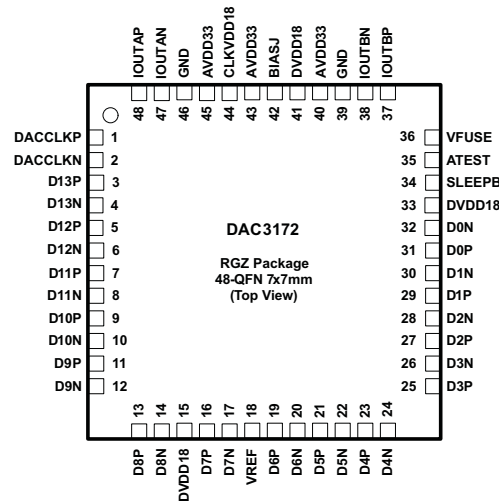 IOUTAP
IOUTAN
GND
AVDD33
CLKVDD18
AVDD33
BIASJ
DVDD18
AVDD33
GND
IOUTBN
IOUTBP
48
47
46
45
44
43
42
41
40
39
38
37
DACCLKP 1
DACCLKN 2
D13P 3
D13N 4
D12P 5
D12N 6
D11P 7
D11N 8
D10P 9
D10N 10
D9P 11
D9N 12
DAC3172
RGZ Package
48-QFN 7x7mm
(Top View)
36 VFUSE
35 ATEST
34 SLEEPB
33 DVDD18
32 D0N
31 D0P
30 D1N
29 D1P
28 D2N
27 D2P
26 D3N
25 D3P
13
14
15
16
17
18
19
20
21
22
23
24
D8P
D8N
DVDD18
D7P
D7N
VREF
D6P
D6N
D5P
D5N
D4P
D4N